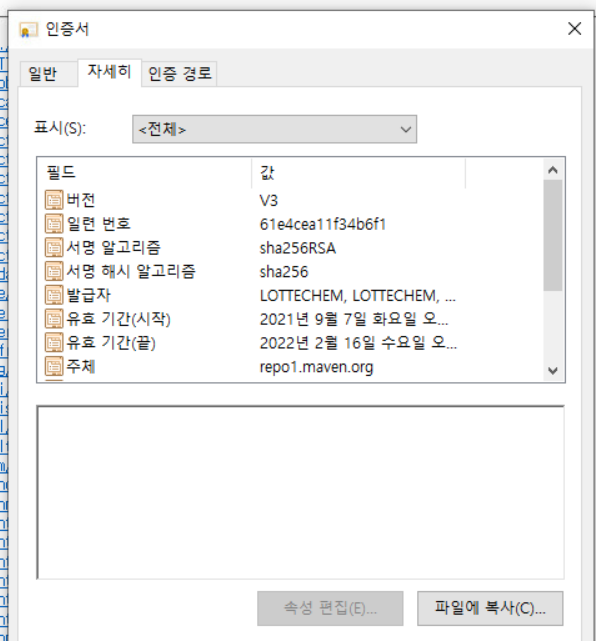 인증서
일반 자세히 인증 경로
표시(S): <전체>
필드 값
버전 V3
일련 번호 61e4cea11f34b6f1
서명 알고리즘 sha256RSA
서명 해시 알고리즘 sha256
발급자 LOTTECHEM, LOTTECHEM, ...
유효 기간(시작) 2021년 9월 7일 화요일 오...
유효 기간(끝) 2022년 2월 16일 수요일 오...
주체 repo1.maven.org
속성 편집(E)... 파일에 복사(C)...